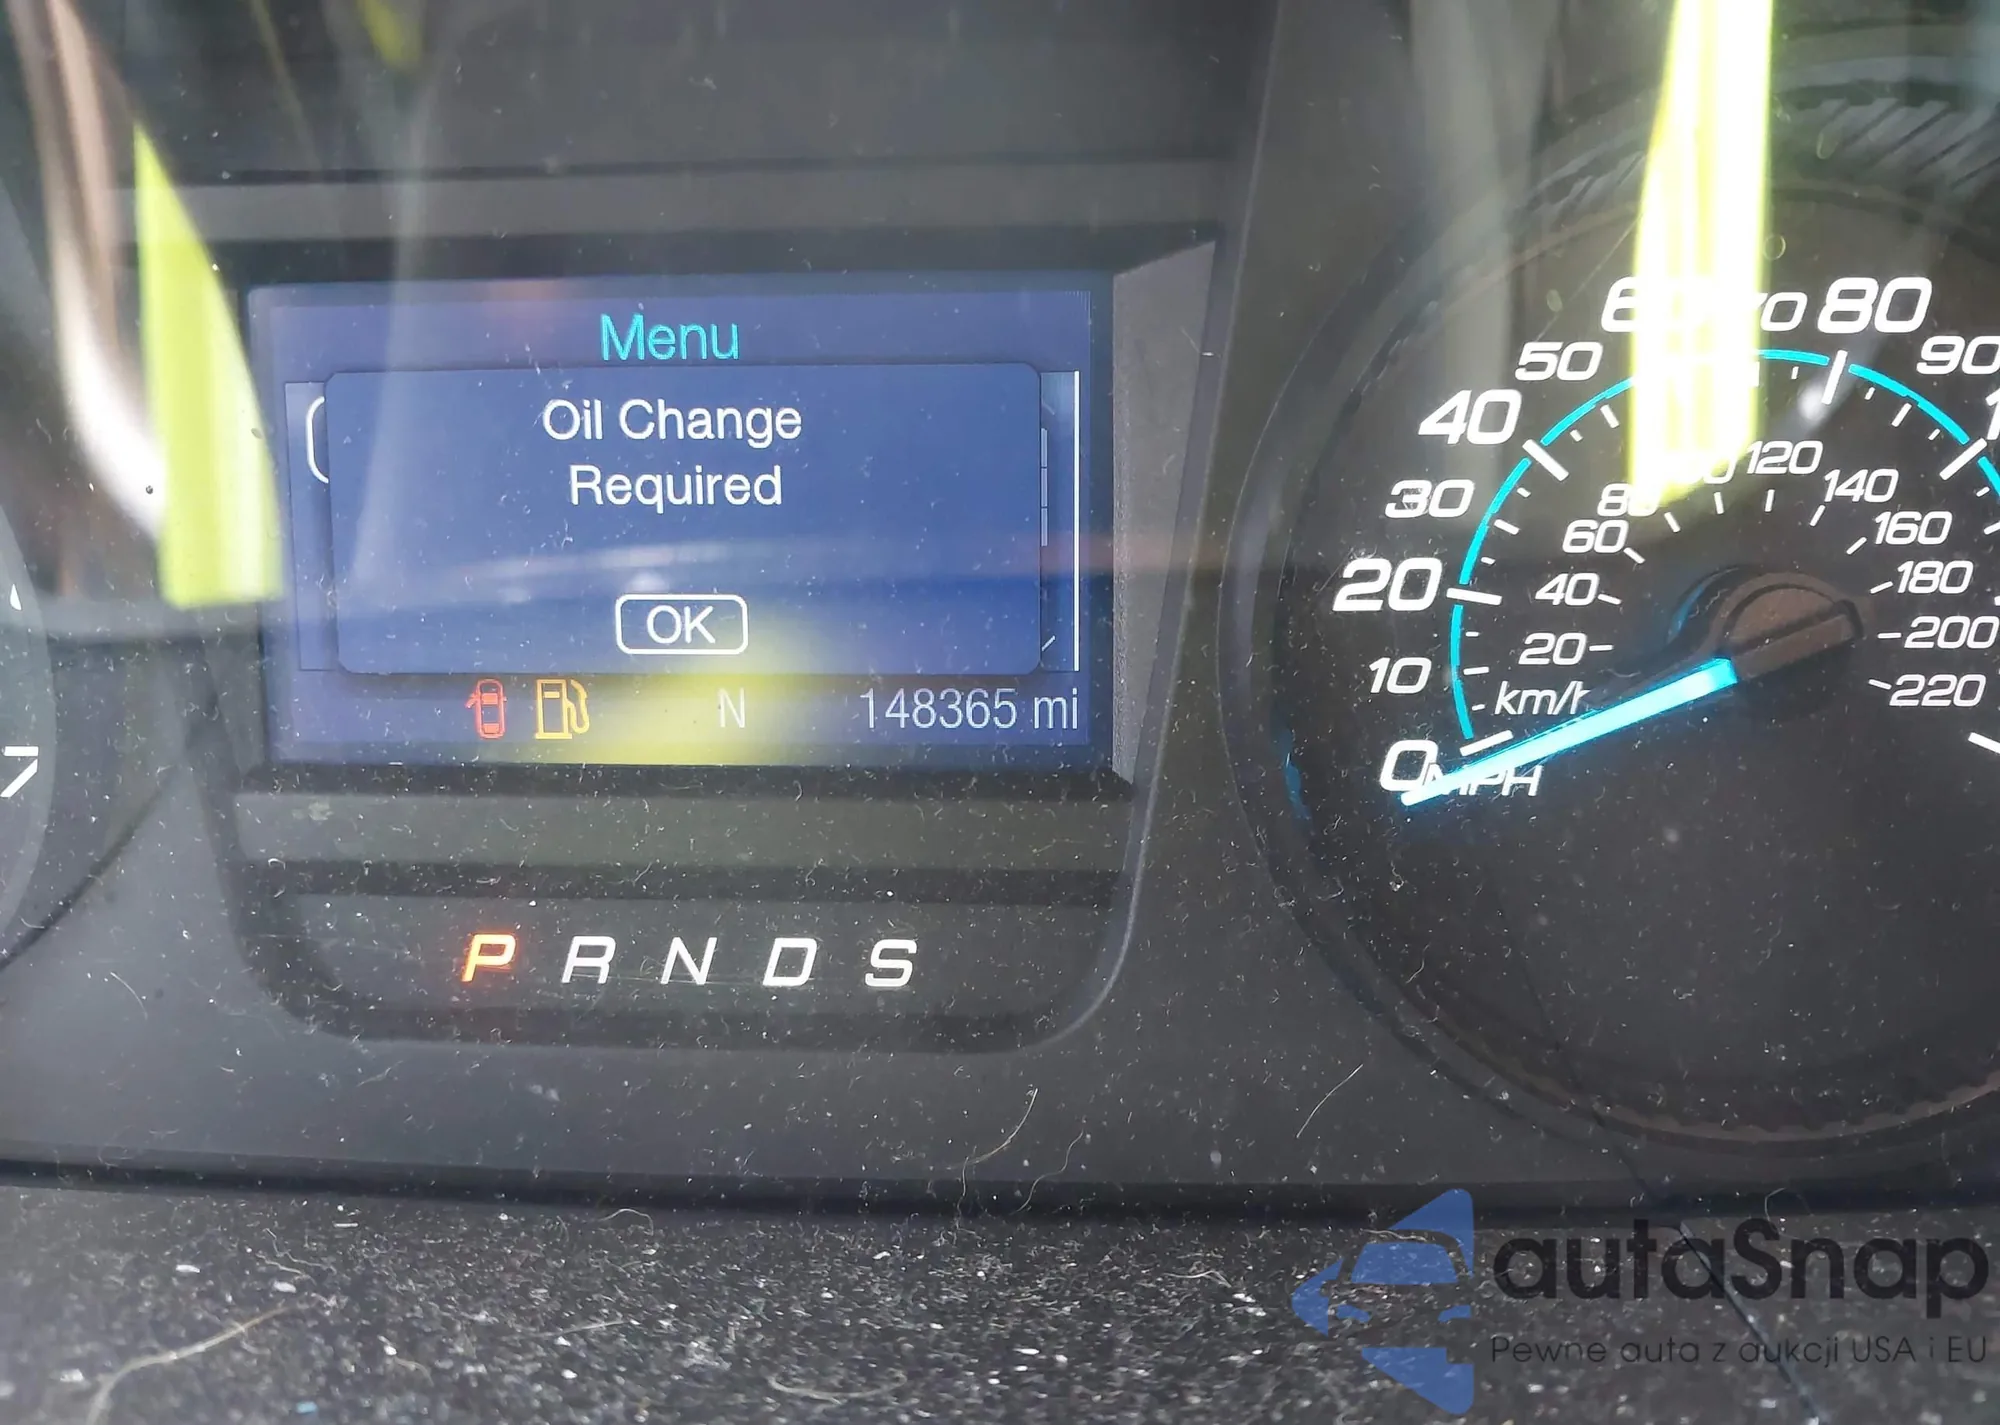 Menu
Oil Change
Required
OK
N 148365 mi
P R N D S
7
0 10 20 30 40 50 80 90
MPH
km/h
20 40 60 120 140 160 180 200 220
autaSnap
Pewne auta z aukcji USA i EU